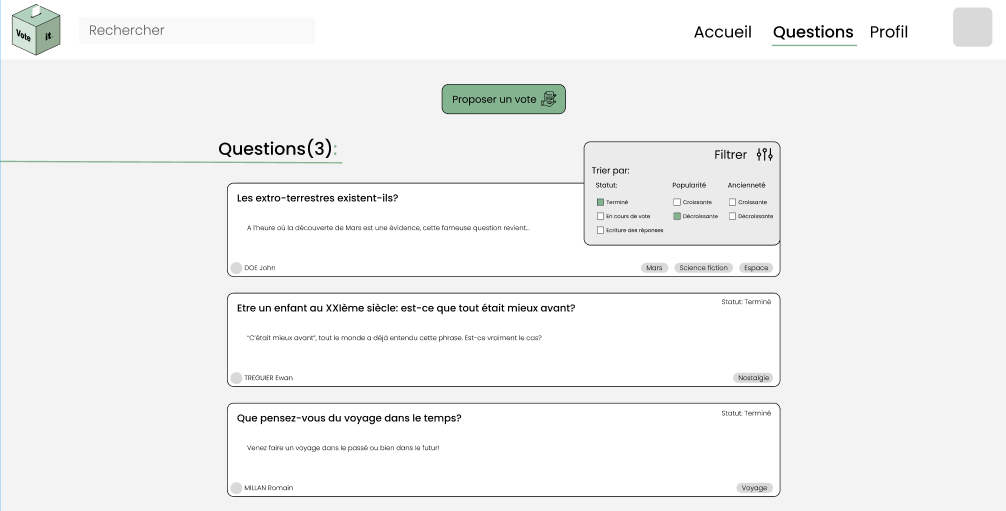 Vote it
Rechercher
Accueil Questions Profil
Proposer un vote
Questions(3):
Filtrer
Trier par:
Statut: Popularité Ancienneté
Terminé Croissante Croissante
En cours de vote Décroissante Décroissante
Ecriture des réponses
Les extro-terrestres existent-ils?
A l'heure où la découverte de Mars est une évidence, cette fameuse question revient...
DOE John Mars Science fiction Espace
Etre un enfant au XXIème siècle: est-ce que tout était mieux avant?
Statut: Terminé
"C'était mieux avant", tout le monde a déjà entendu cette phrase. Est-ce vraiment le cas?
TREGUIER Ewan Nostalgie
Que pensez-vous du voyage dans le temps?
Statut: Terminé
Venez faire un voyage dans le passé ou bien dans le futur!
MILLAN Romain Voyage